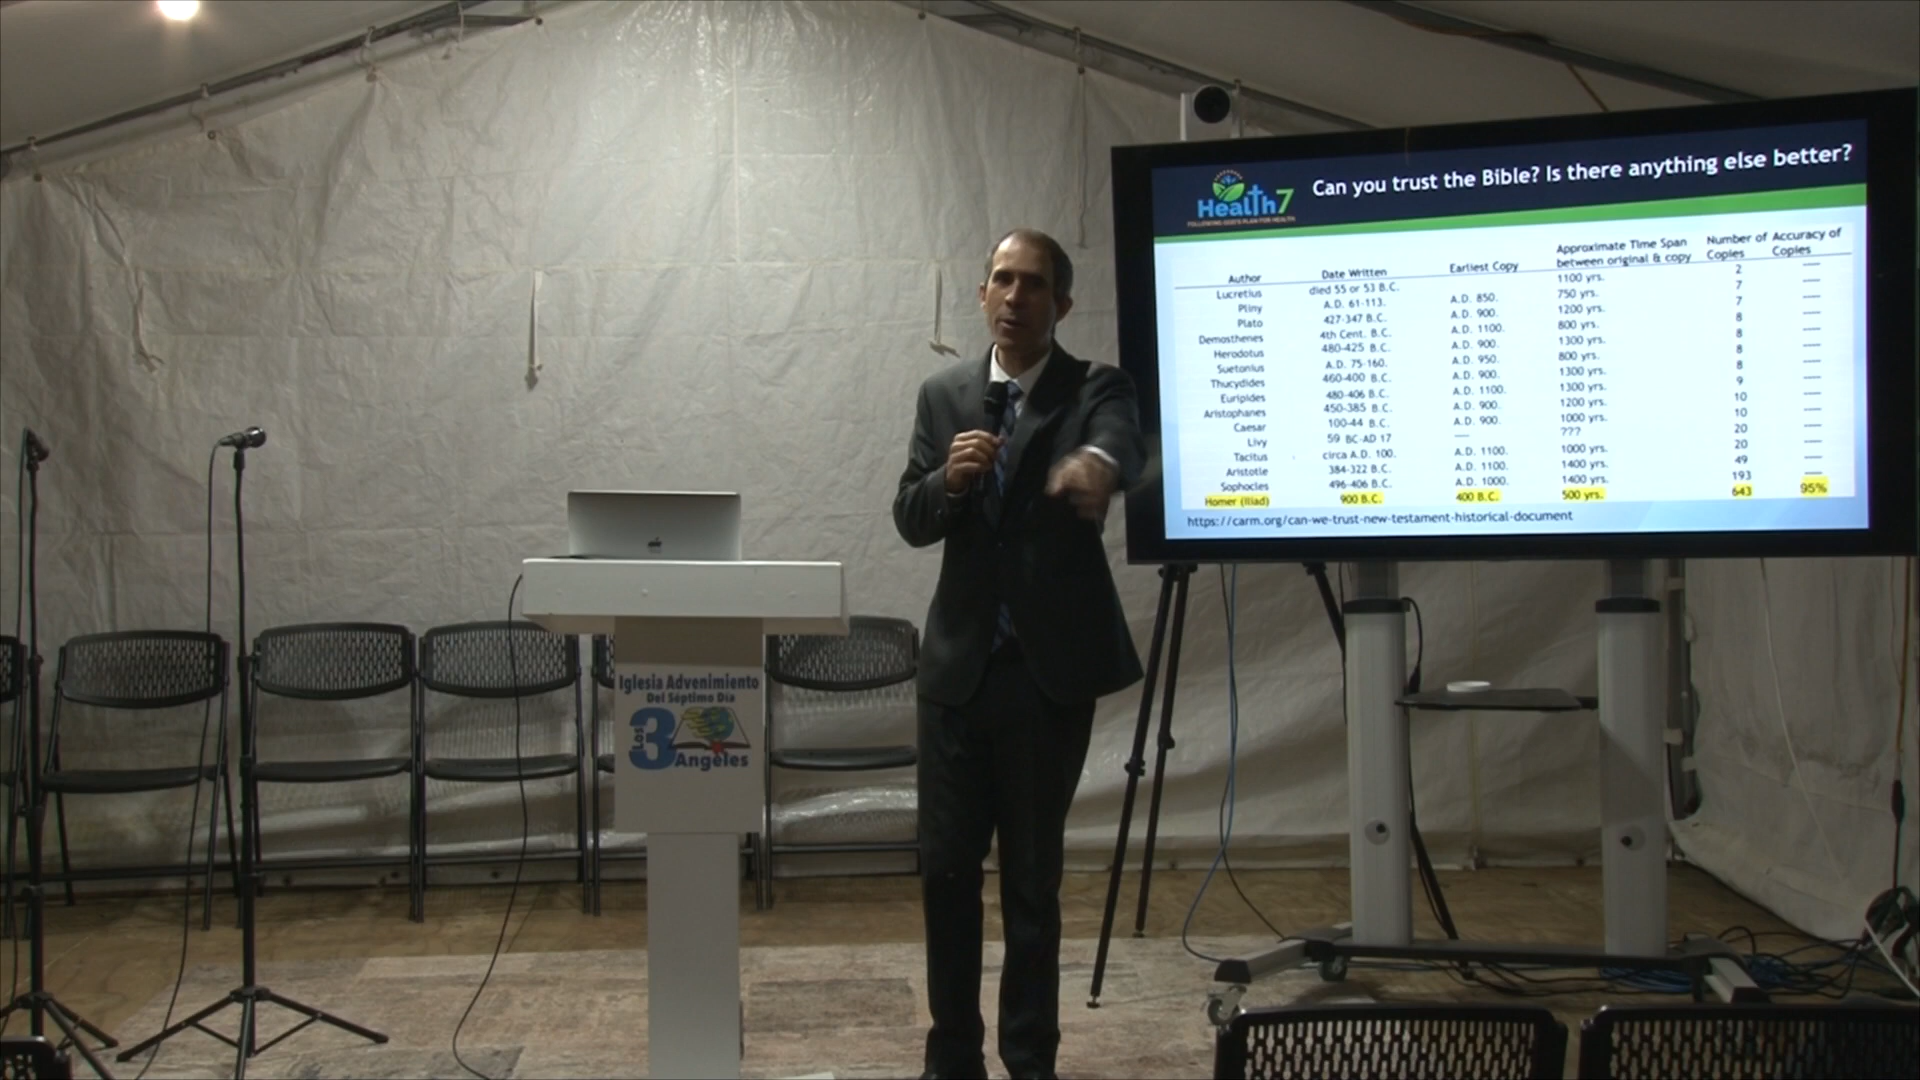 Can you trust the Bible? Is there anything else better?
Health7
FOLLOWING GOD'S PLAN FOR HEALTH
Author Date Written Earliest Copy Approximate Time Span between original & copy Number of Copies Accuracy of Copies
Lucretius died 55 or 53 B.C. 1100 yrs. 2 ----
Pliny A.D. 61-113. A.D. 850. 750 yrs. 7 ----
Plato 427-347 B.C. A.D. 900. 1200 yrs. 7 ----
Demosthenes 4th Cent. B.C. A.D. 1100. 800 yrs. 8 ----
Herodotus 480-425 B.C. A.D. 900. 1300 yrs. 8 ----
Suetonius A.D. 75-160. A.D. 950. 800 yrs. 8 ----
Thucydides 460-400 B.C. A.D. 900. 1300 yrs. 8 ----
Euripides 480-406 B.C. A.D. 1100. 1300 yrs. 9 ----
Aristophanes 450-385 B.C. A.D. 900. 1200 yrs. 10 ----
Caesar 100-44 B.C. A.D. 900. 1000 yrs. 10 ----
Livy 59 BC-AD 17 ---- ??? 20 ----
Tacitus circa A.D. 100. A.D. 1100. 1000 yrs. 20 ----
Aristotle 384-322 B.C. A.D. 1100. 1400 yrs. 49 ----
Sophocles 496-406 B.C. A.D. 1000. 1400 yrs. 193 ----
Homer (Iliad) 900 B.C. 400 B.C. 500 yrs. 643 95%
https://carm.org/can-we-trust-new-testament-historical-document
Iglesia Advenimiento
Del Séptimo Día
Los 3
Angeles